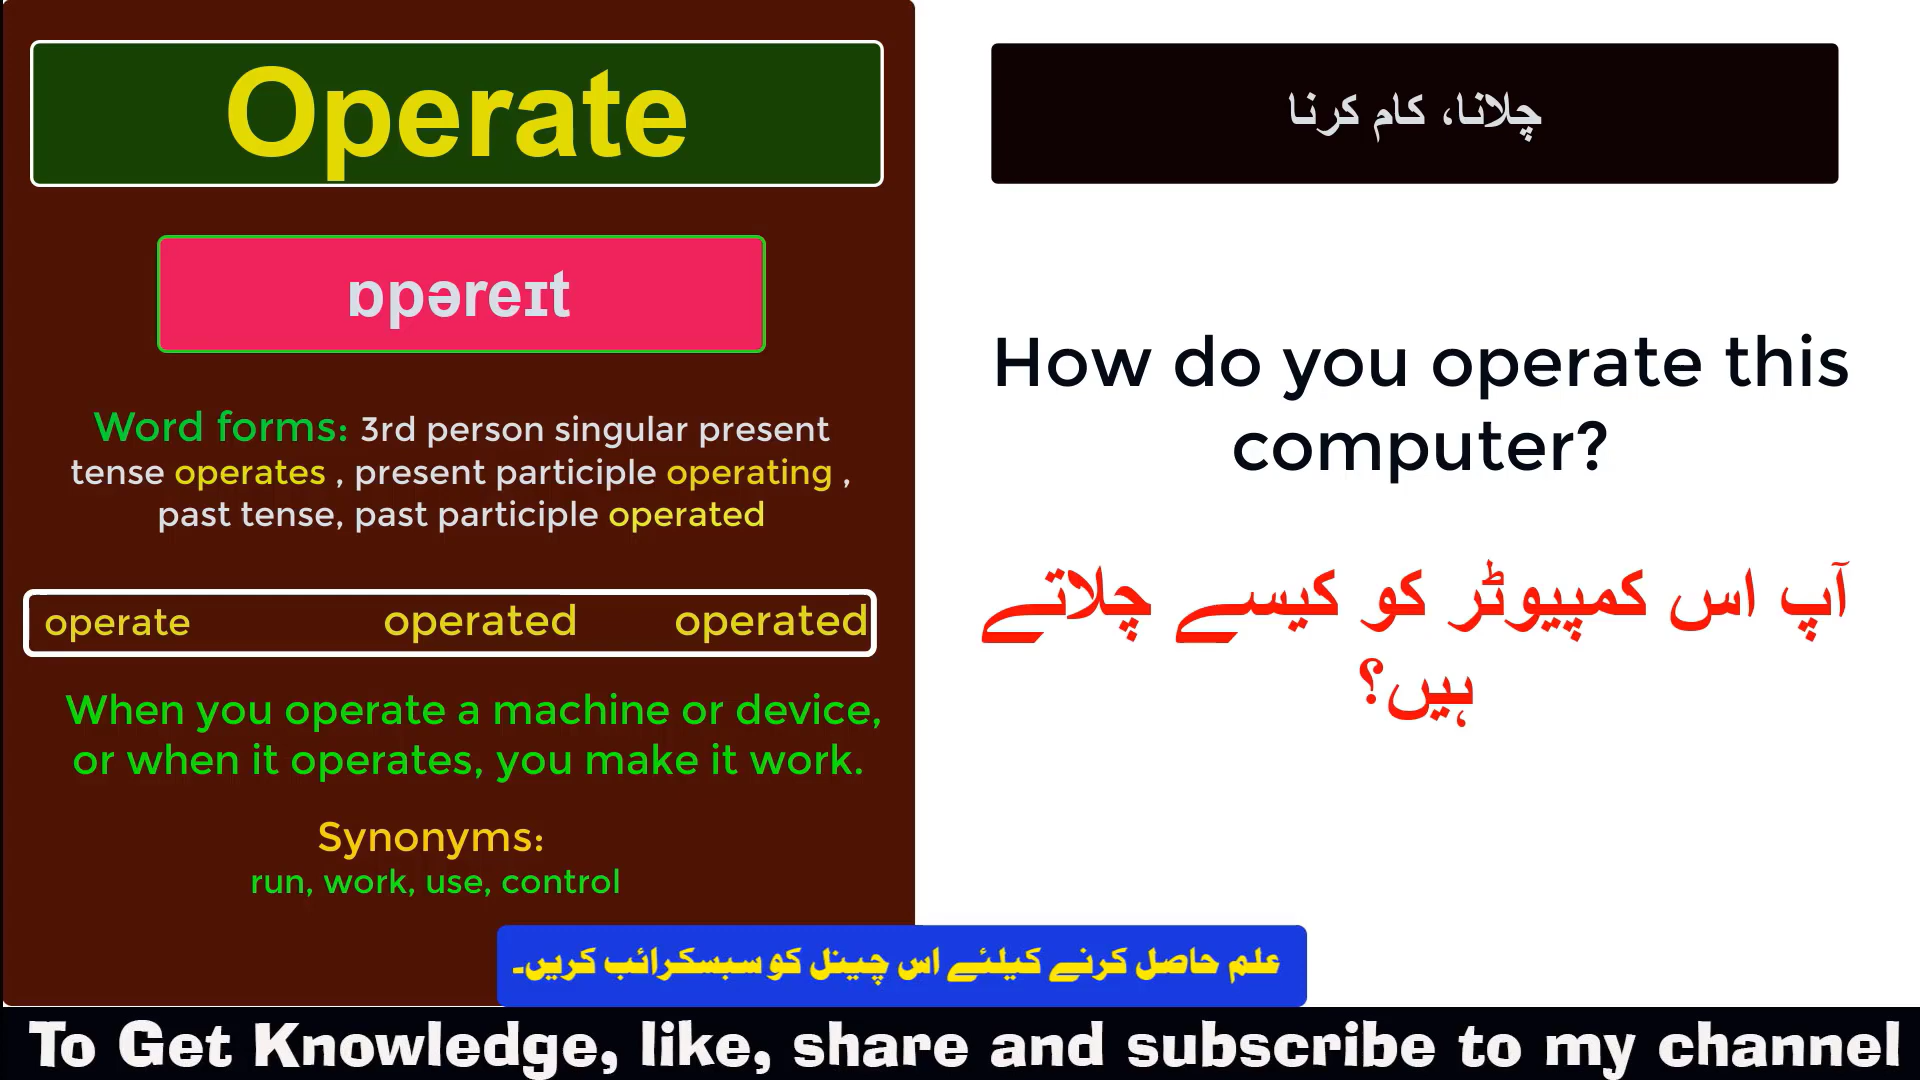 Operate
ɒpəreɪt
Word forms: 3rd person singular present
tense operates , present participle operating ,
past tense, past participle operated
operate operated operated
When you operate a machine or device,
or when it operates, you make it work.
Synonyms:
run, work, use, control
چلانا، کام کرنا
How do you operate this
computer?
آپ اس کمپیوٹر کو کیسے چلاتے
ہیں؟
علم حاصل کرنے کیلئے اس چینل کو سبسکرائب کریں۔
To Get Knowledge, like, share and subscribe to my channel